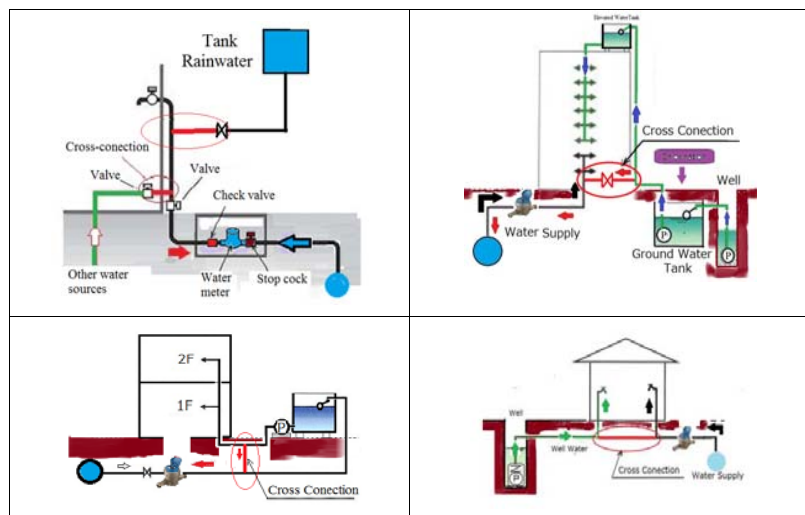 Tank
Rainwater
Cross-conection
Valve
Valve
Check valve
Other water
sources
Water
meter
Stop cock
Elevated WaterTank
Cross Conection
Well
Water Supply
P
P
Ground Water
Tank
2F
1F
P
Cross Conection
Well
Well Water
P
Cross Conection
Water Supply